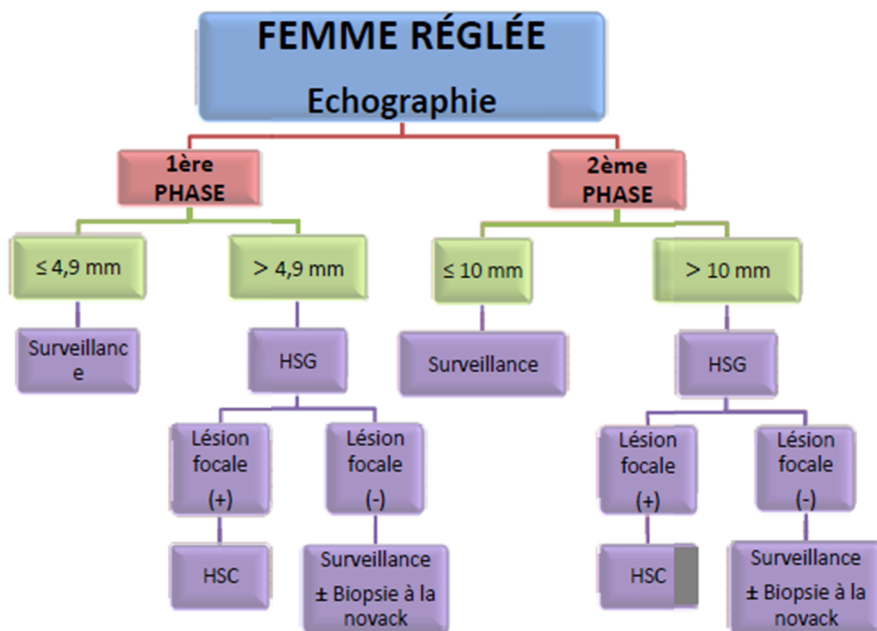 FEMME RÉGLÉE
Echographie
1ère
PHASE
2ème
PHASE
≤ 4,9 mm
> 4,9 mm
≤ 10 mm
> 10 mm
Surveillanc
e
HSG
Surveillance
HSG
Lésion
focale
(+)
Lésion
focale
(-)
Lésion
focale
(+)
Lésion
focale
(-)
HSC
Surveillance
± Biopsie à la
novack
HSC
Surveillance
± Biopsie à la
novack